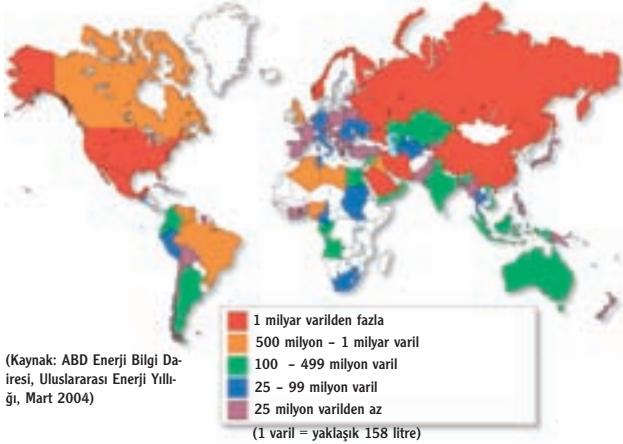 1 milyar varilden fazla
500 milyon – 1 milyar varil
100 – 499 milyon varil
25 – 99 milyon varil
25 milyon varilden az
(1 varil = yaklaşık 158 litre)
(Kaynak: ABD Enerji Bilgi Da-
iresi, Uluslararası Enerji Yıllı-
ğı, Mart 2004)